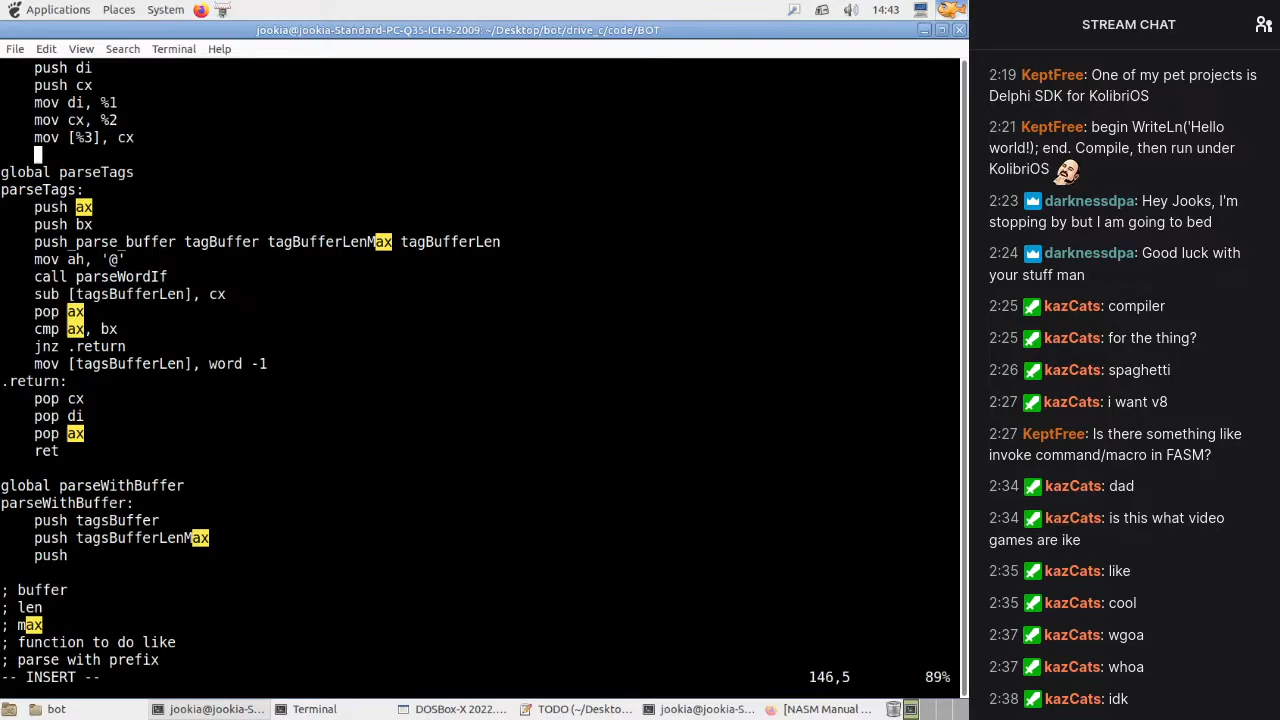 Applications Places System 14:43
jookia@jookia-Standard-PC-Q35-ICH9-2009: ~/Desktop/bot/drive_c/code/BOT
File Edit View Search Terminal Help
push di
push cx
mov di, %1
mov cx, %2
mov [%3], cx
global parseTags
parseTags:
push ax
push bx
push_parse_buffer tagBuffer tagBufferLenMax tagBufferLen
mov ah, '@'
call parseWordIf
sub [tagsBufferLen], cx
pop ax
cmp ax, bx
jnz .return
mov [tagsBufferLen], word -1
.return:
pop cx
pop di
pop ax
ret
global parseWithBuffer
parseWithBuffer:
push tagsBuffer
push tagsBufferLenMax
push
; buffer
; len
; max
; function to do like
; parse with prefix
-- INSERT -- 146,5 89%
bot jookia@jookia-S... Terminal DOSBox-X 2022.... TODO (~/Deskto... jookia@jookia-S... [NASM Manual ...
STREAM CHAT
2:19 KeptFree: One of my pet projects is
Delphi SDK for KolibriOS
2:21 KeptFree: begin WriteLn('Hello
world!); end. Compile, then run under
KolibriOS
2:23 darknessdpa: Hey Jooks, I'm
stopping by but I am going to bed
2:24 darknessdpa: Good luck with
your stuff man
2:25 kazCats: compiler
2:25 kazCats: for the thing?
2:26 kazCats: spaghetti
2:27 kazCats: i want v8
2:27 KeptFree: Is there something like
invoke command/macro in FASM?
2:34 kazCats: dad
2:34 kazCats: is this what video
games are ike
2:35 kazCats: like
2:35 kazCats: cool
2:37 kazCats: wgoa
2:37 kazCats: whoa
2:38 kazCats: idk